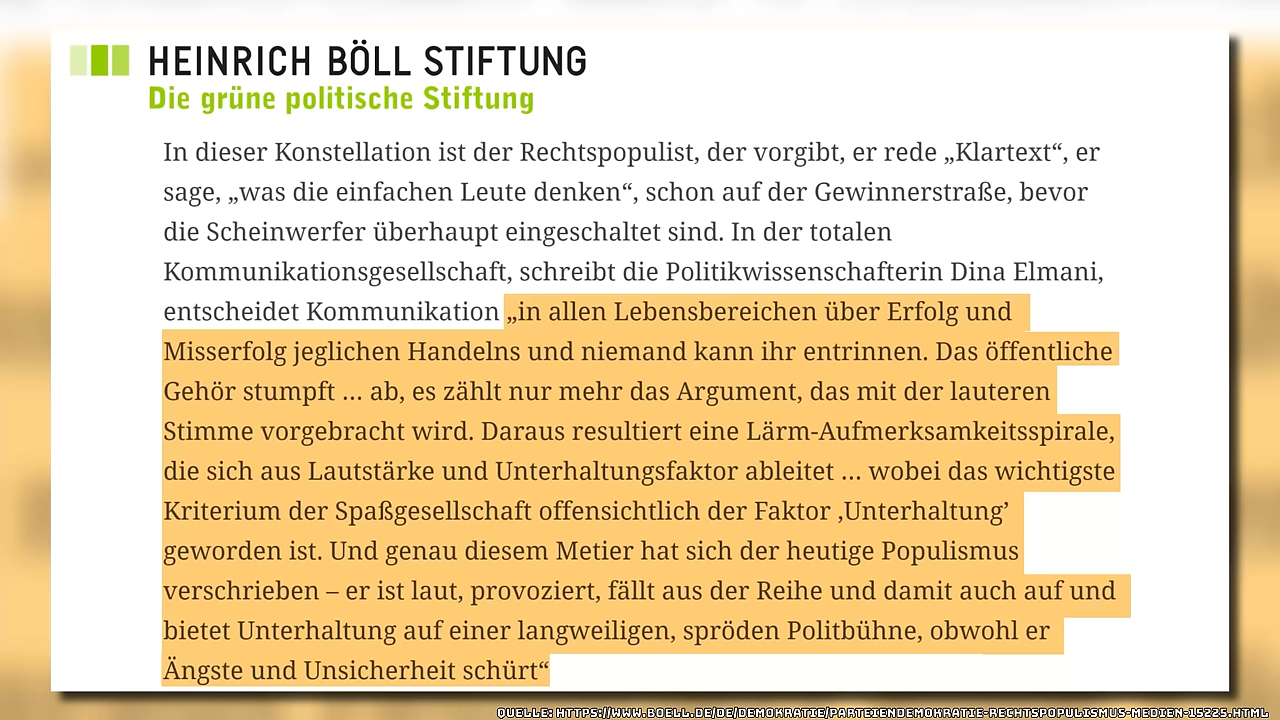 HEINRICH BÖLL STIFTUNG
Die grüne politische Stiftung
In dieser Konstellation ist der Rechtspopulist, der vorgibt, er rede „Klartext“, er
sage, „was die einfachen Leute denken“, schon auf der Gewinnerstraße, bevor
die Scheinwerfer überhaupt eingeschaltet sind. In der totalen
Kommunikationsgesellschaft, schreibt die Politikwissenschafterin Dina Elmani,
entscheidet Kommunikation „in allen Lebensbereichen über Erfolg und
Misserfolg jeglichen Handelns und niemand kann ihr entrinnen. Das öffentliche
Gehör stumpft … ab, es zählt nur mehr das Argument, das mit der lauteren
Stimme vorgebracht wird. Daraus resultiert eine Lärm-Aufmerksamkeitsspirale,
die sich aus Lautstärke und Unterhaltungsfaktor ableitet … wobei das wichtigste
Kriterium der Spaßgesellschaft offensichtlich der Faktor ‚Unterhaltung’
geworden ist. Und genau diesem Metier hat sich der heutige Populismus
verschrieben – er ist laut, provoziert, fällt aus der Reihe und damit auch auf und
bietet Unterhaltung auf einer langweiligen, spröden Politbühne, obwohl er
Ängste und Unsicherheit schürt“
QUELLE: HTTPS://WWW.BOELL.DE/DE/DEMOKRATIE/PARTEIENDEMOKRATIE-RECHTSPOPULISMUS-MEDIEN-15225.HTML